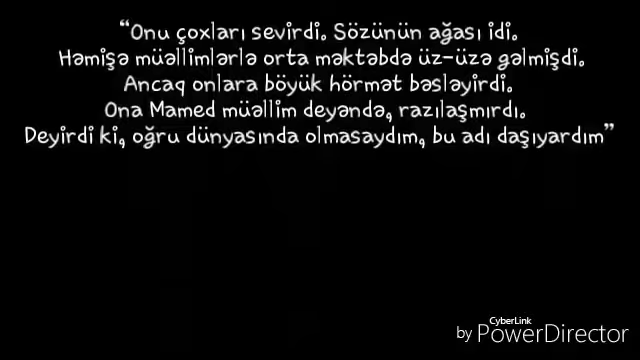 “Onu çoxları sevirdi. Sözünün ağası idi.
Həmişə müəllimlərlə orta məktəbdə üz-üzə gəlmişdi.
Ancaq onlara böyük hörmət bəsləyirdi.
Ona Mamed müəllim deyəndə, razılaşmırdı.
Deyirdi ki, oğru dünyasında olmasaydım, bu adı daşıyardım”
CyberLink
by PowerDirector